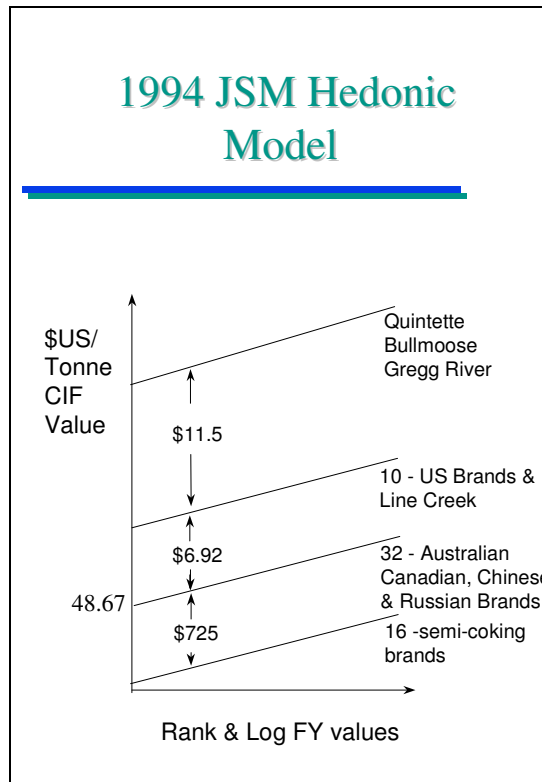 1994 JSM Hedonic
Model
$US/
Tonne
CIF
Value
Quintette
Bullmoose
Gregg River
$11.5
10 - US Brands &
Line Creek
$6.92
32 - Australian
Canadian, Chinese
& Russian Brands
48.67
$725
16 -semi-coking
brands
Rank & Log FY values